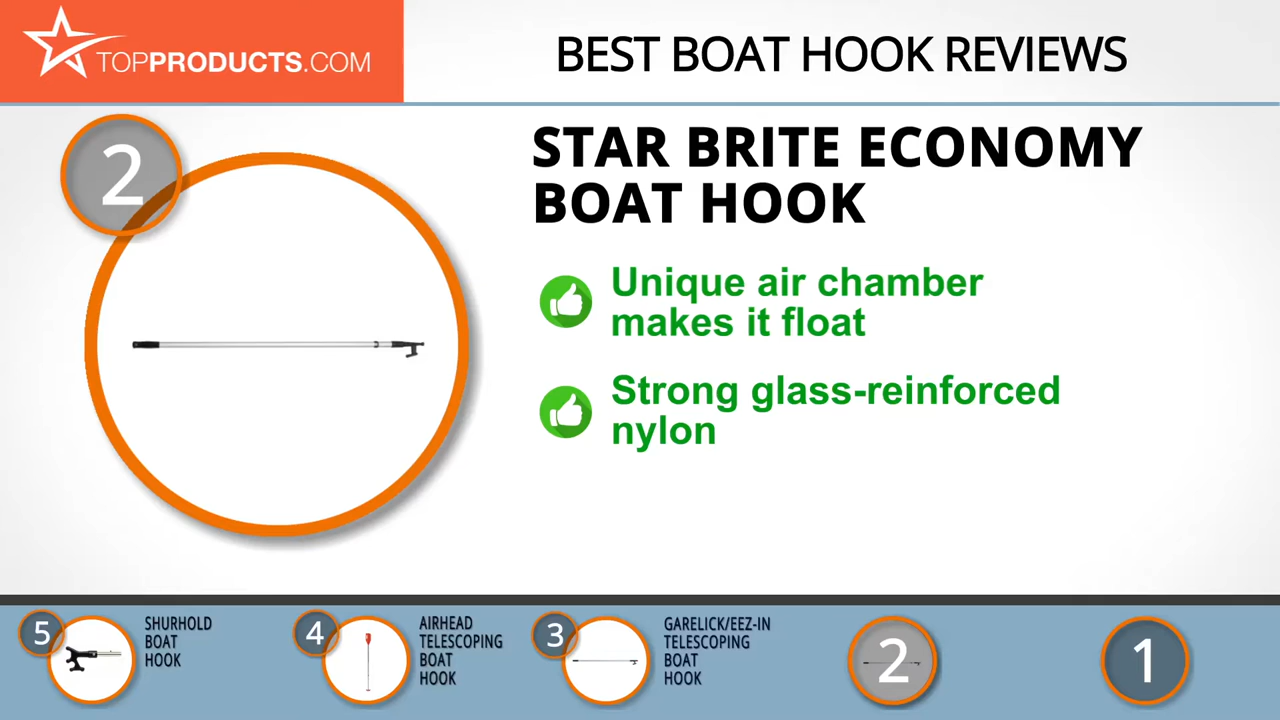 TOPPRODUCTS.COM
BEST BOAT HOOK REVIEWS
2
STAR BRITE ECONOMY
BOAT HOOK
Unique air chamber
makes it float
Strong glass-reinforced
nylon
5
SHURHOLD
BOAT
HOOK
4
AIRHEAD
TELESCOPING
BOAT
HOOK
3
GARELICK/EEZ-IN
TELESCOPING
BOAT
HOOK
2
1